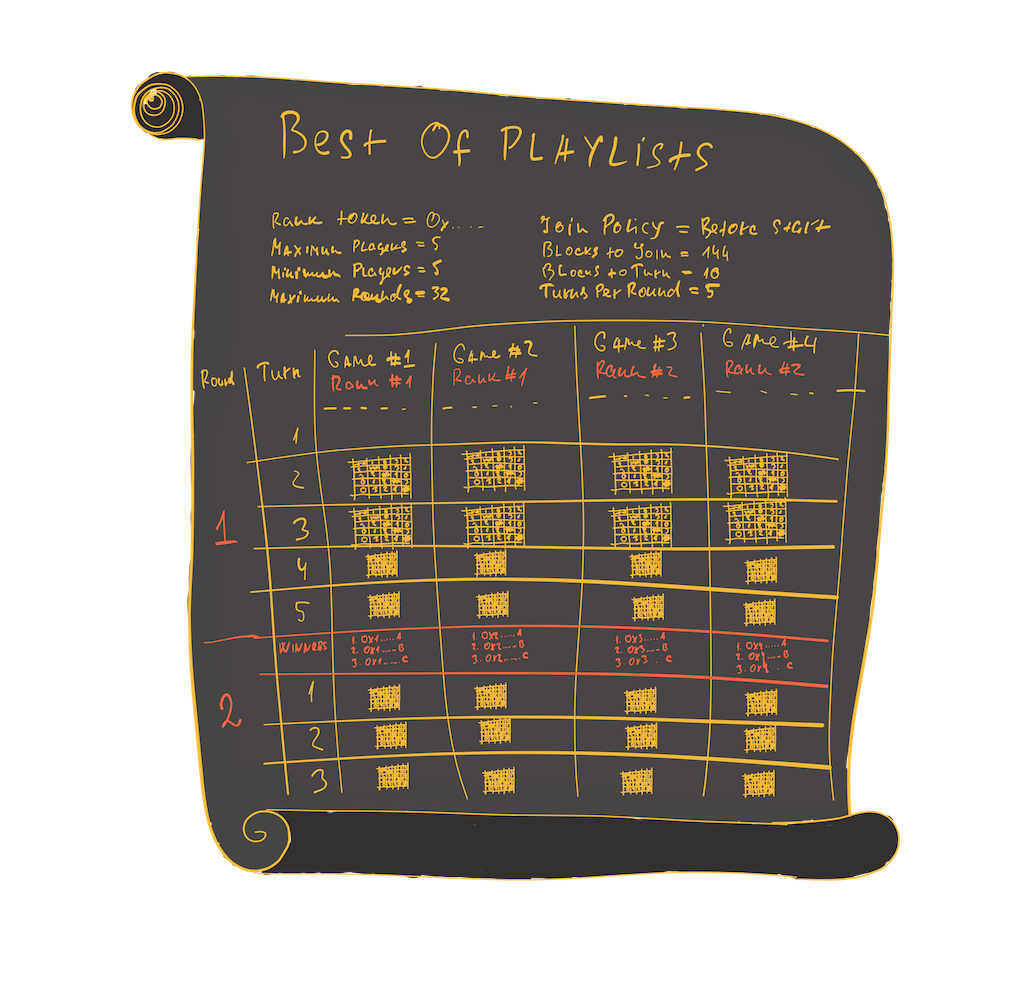 Best Of PLAYLists
Rank token = 0x....
Maximum Players = 5
Minimum Players = 5
Maximum Rounds = 32
Join Policy = Before start
Blocks to Join = 144
Blocks to Turn = 10
Turns Per Round = 5
Round Turn GAMe #1 GAMe #2 GAMe #3 GAMe #4
Rank #1 Rank #1 Rank #2 Rank #2
1
2
1
3
4
5
WINNERS
1. 0x1.....A
2. 0x1.....B
3. 0x1.....C
1. 0x2.....A
2. 0x2.....B
3. 0x2.....C
1. 0x3.....A
2. 0x3.....B
3. 0x3 . C
1. 0x4.....A
2. 0x4 ...B
3. 0x4 . C
2
1
2
3